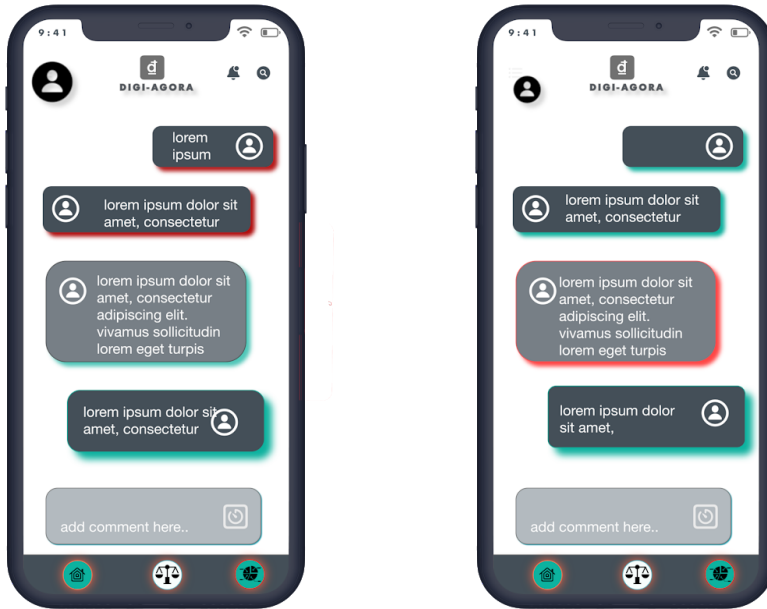 9:41
DIGI-AGORA
lorem
ipsum
lorem ipsum dolor sit
amet, consectetur
lorem ipsum dolor sit
amet, consectetur
adipiscing elit.
vivamus sollicitudin
lorem eget turpis
lorem ipsum dolor sit
amet, consectetur
add comment here..
9:41
DIGI-AGORA
lorem ipsum dolor sit
amet, consectetur
lorem ipsum dolor sit
amet, consectetur
adipiscing elit.
vivamus sollicitudin
lorem eget turpis
lorem ipsum dolor
sit amet,
add comment here..